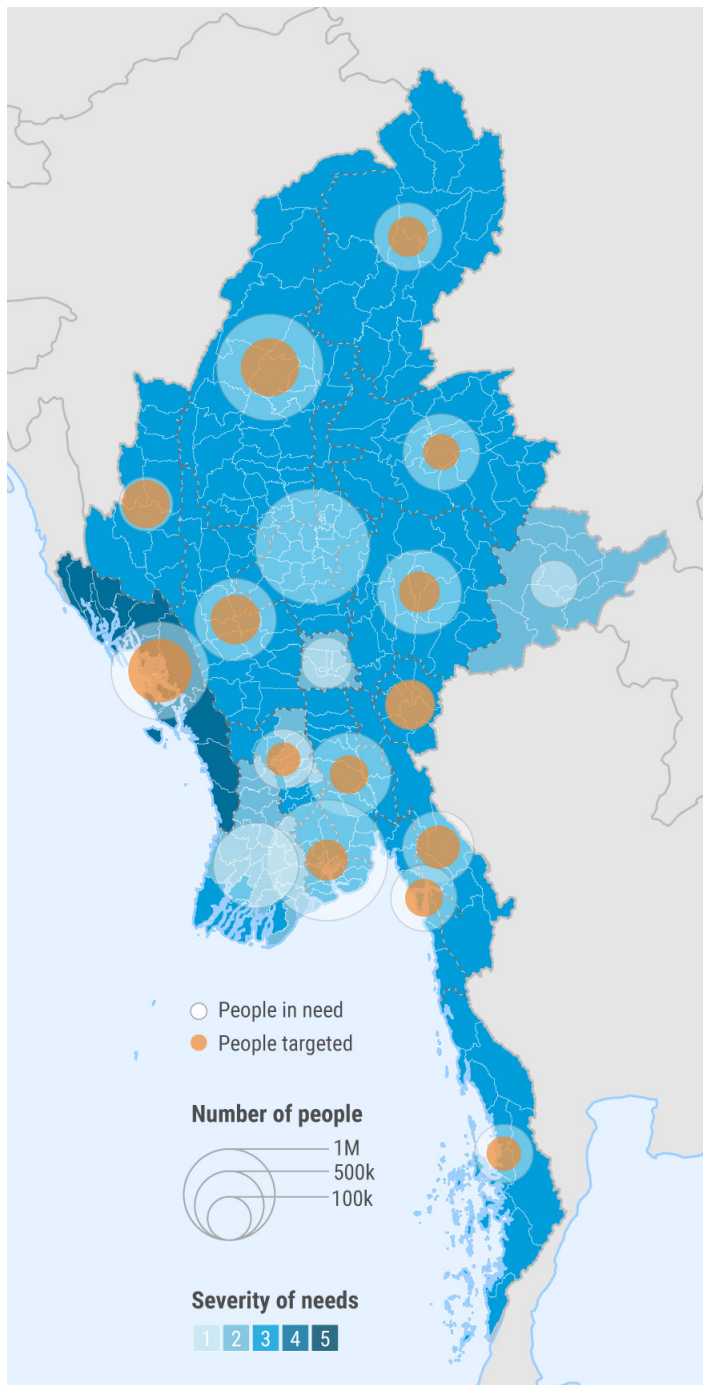 People in need
People targeted
Number of people
1M
500k
100k
Severity of needs
1 2 3 4 5